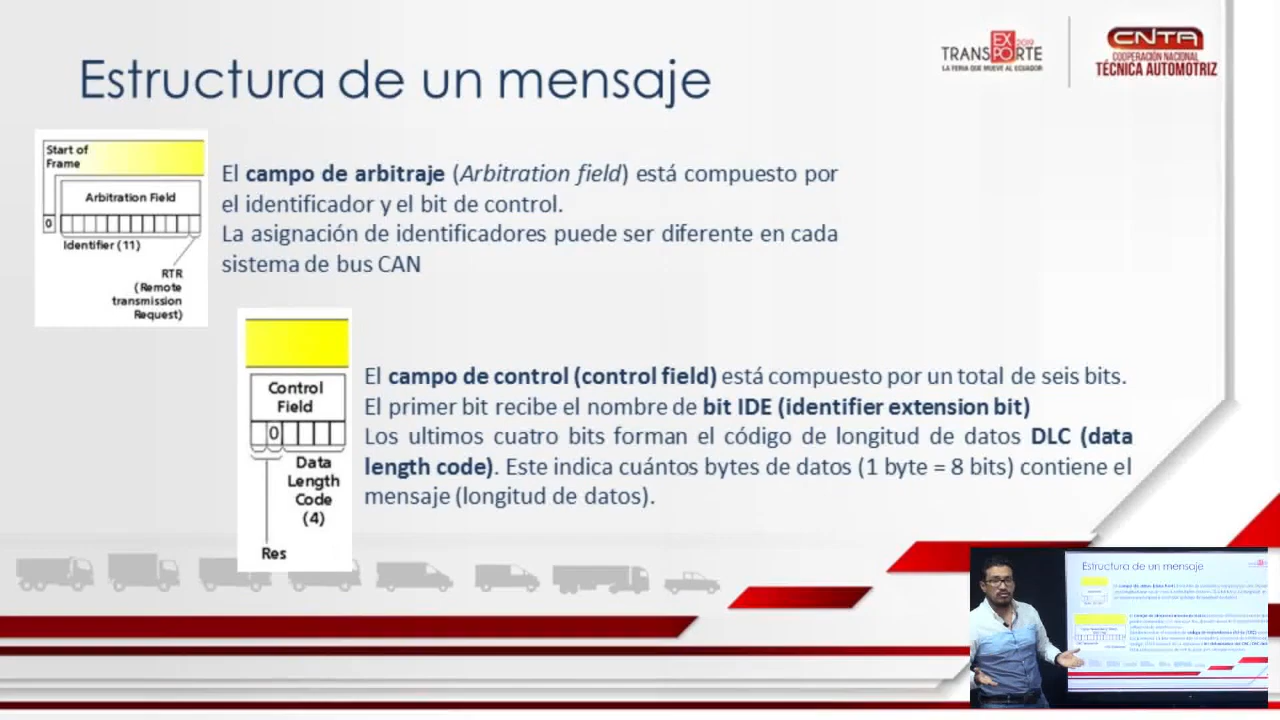 Estructura de un mensaje
TRANSPORTE
EX
2019
LA FERIA QUE MUEVE AL ECUADOR
CNTA
COOPERACIÓN NACIONAL
TÉCNICA AUTOMOTRIZ
Start of
Frame
Arbitration Field
0
Identifier (11)
RTR
(Remote
transmission
Request)
El campo de arbitraje (Arbitration field) está compuesto por
el identificador y el bit de control.
La asignación de identificadores puede ser diferente en cada
sistema de bus CAN
Control
Field
0
Data
Length
Code
(4)
Res
El campo de control (control field) está compuesto por un total de seis bits.
El primer bit recibe el nombre de bit IDE (identifier extension bit)
Los ultimos cuatro bits forman el código de longitud de datos DLC (data
length code). Este indica cuántos bytes de datos (1 byte = 8 bits) contiene el
mensaje (longitud de datos).
Estructura de un mensaje